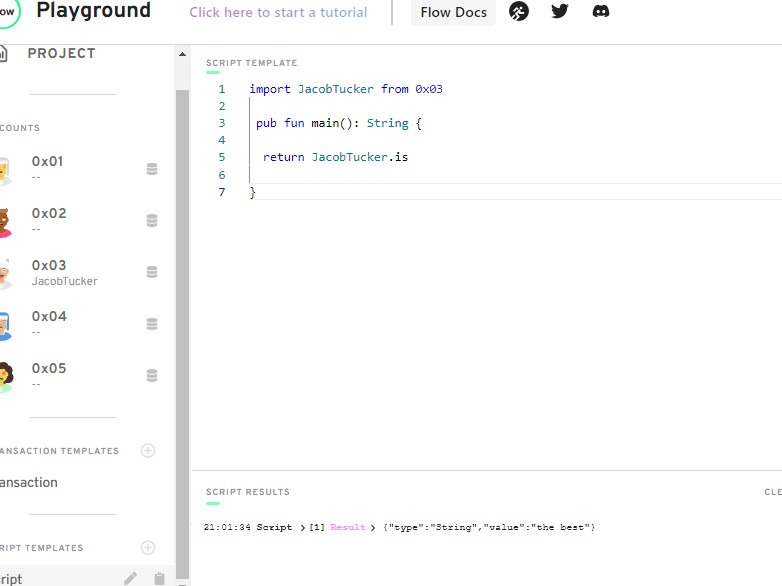 ow
Playground
Click here to start a tutorial
Flow Docs
PROJECT
COUNTS
0x01
--
0x02
--
0x03
JacobTucker
0x04
--
0x05
--
ANSACTION TEMPLATES
ansaction
RIPT TEMPLATES
ript
SCRIPT TEMPLATE
1 import JacobTucker from 0x03
2
3 pub fun main(): String {
4
5 return JacobTucker.is
6
7 }
SCRIPT RESULTS
CLE
21:01:34 Script > [1] Result > {"type":"String","value":"the best"}